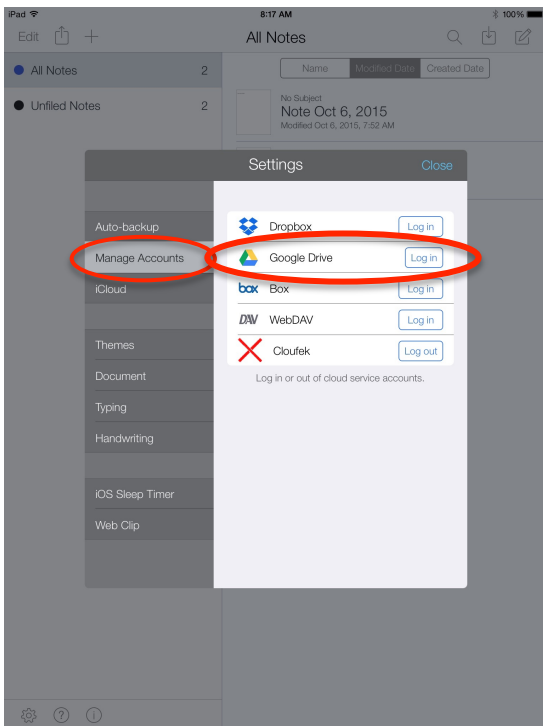 iPad 8:17 AM 100%
Edit All Notes
All Notes 2
Unfiled Notes 2
Name Modified Date Created Date
No Subject
Note Oct 6, 2015
Modified Oct 6, 2015, 7:52 AM
Settings Close
Auto-backup
Manage Accounts
iCloud
Themes
Document
Typing
Handwriting
iOS Sleep Timer
Web Clip
Dropbox Log in
Google Drive Log in
box Box Log in
DAV WebDAV Log in
Cloufek Log out
Log in or out of cloud service accounts.